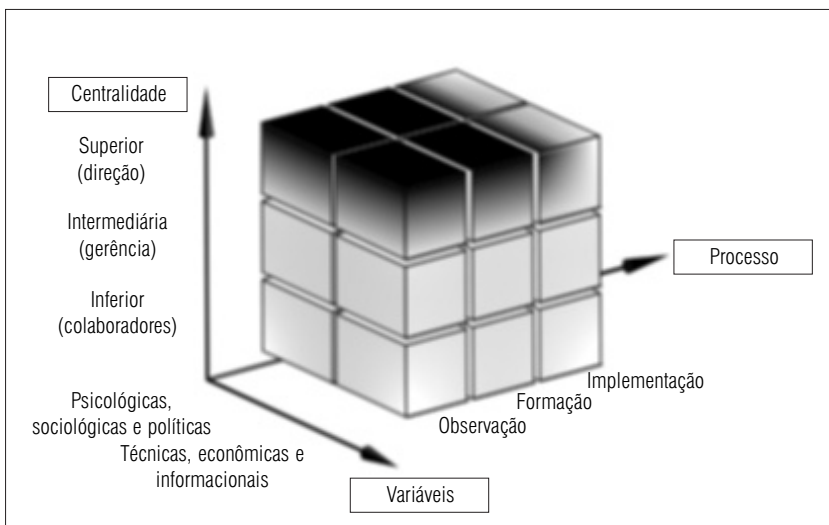 Centralidade
Superior
(direção)
Intermediária
(gerência)
Inferior
(colaboradores)
Processo
Implementação
Formação
Observação
Psicológicas,
sociológicas e políticas
Técnicas, econômicas e
informacionais
Variáveis